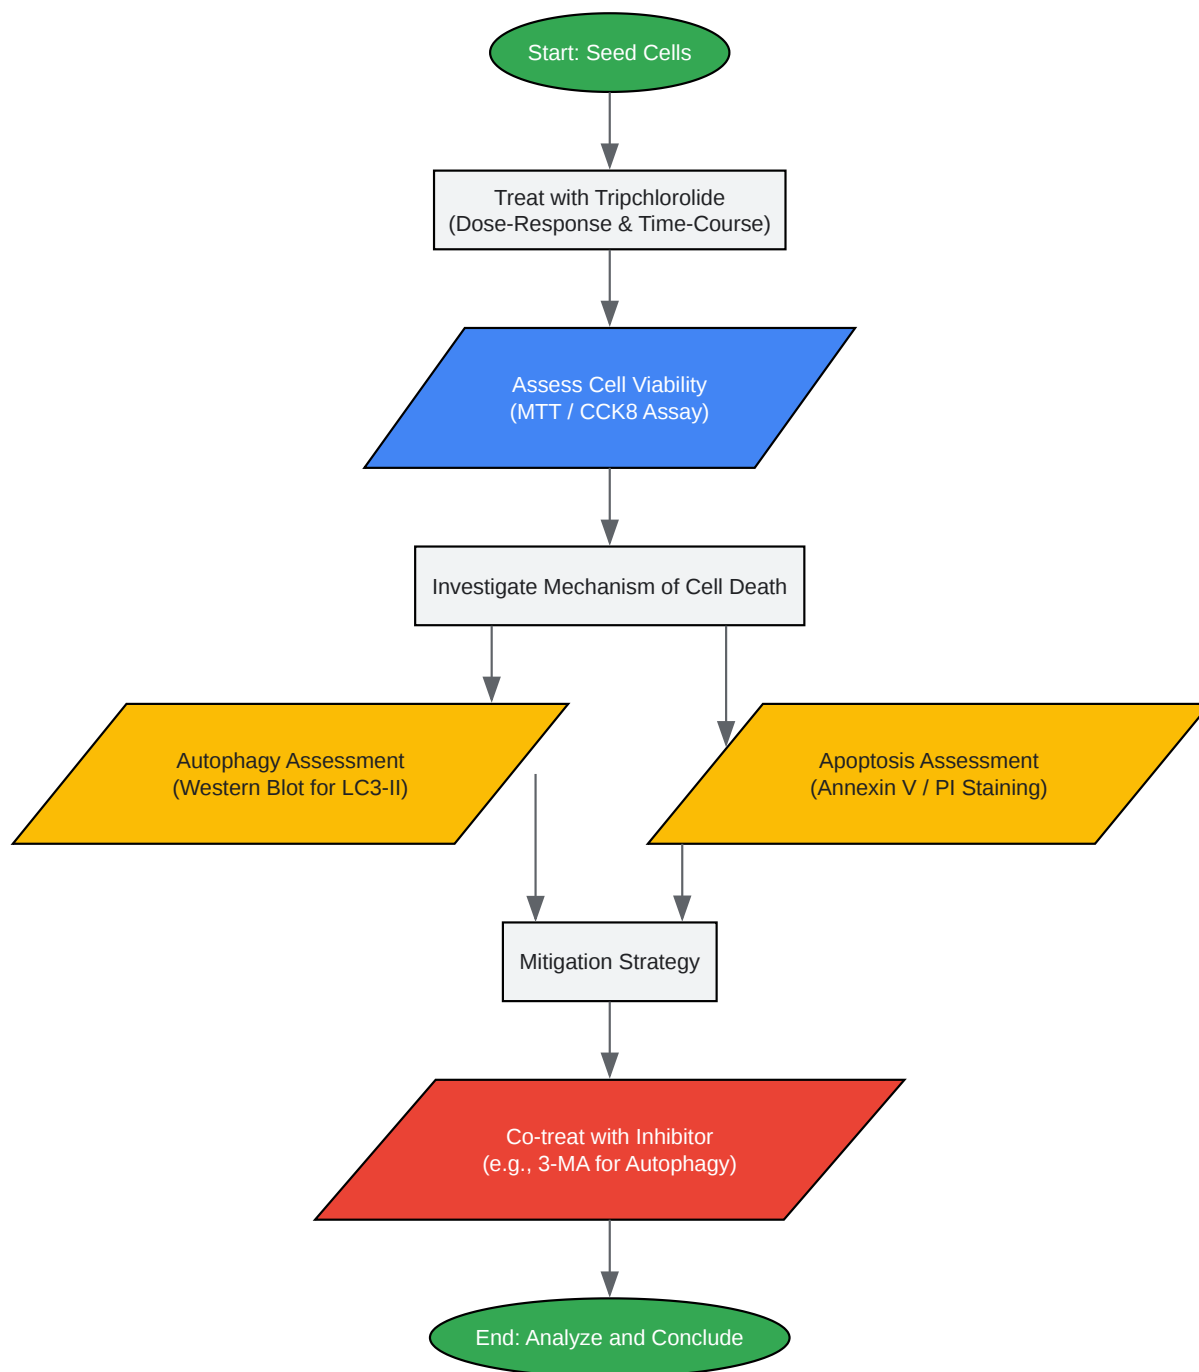 Start: Seed Cells
Treat with Tripchlorolide
(Dose-Response & Time-Course)
Assess Cell Viability
(MTT / CCK8 Assay)
Investigate Mechanism of Cell Death
Autophagy Assessment
(Western Blot for LC3-II)
Apoptosis Assessment
(Annexin V / PI Staining)
Mitigation Strategy
Co-treat with Inhibitor
(e.g., 3-MA for Autophagy)
End: Analyze and Conclude